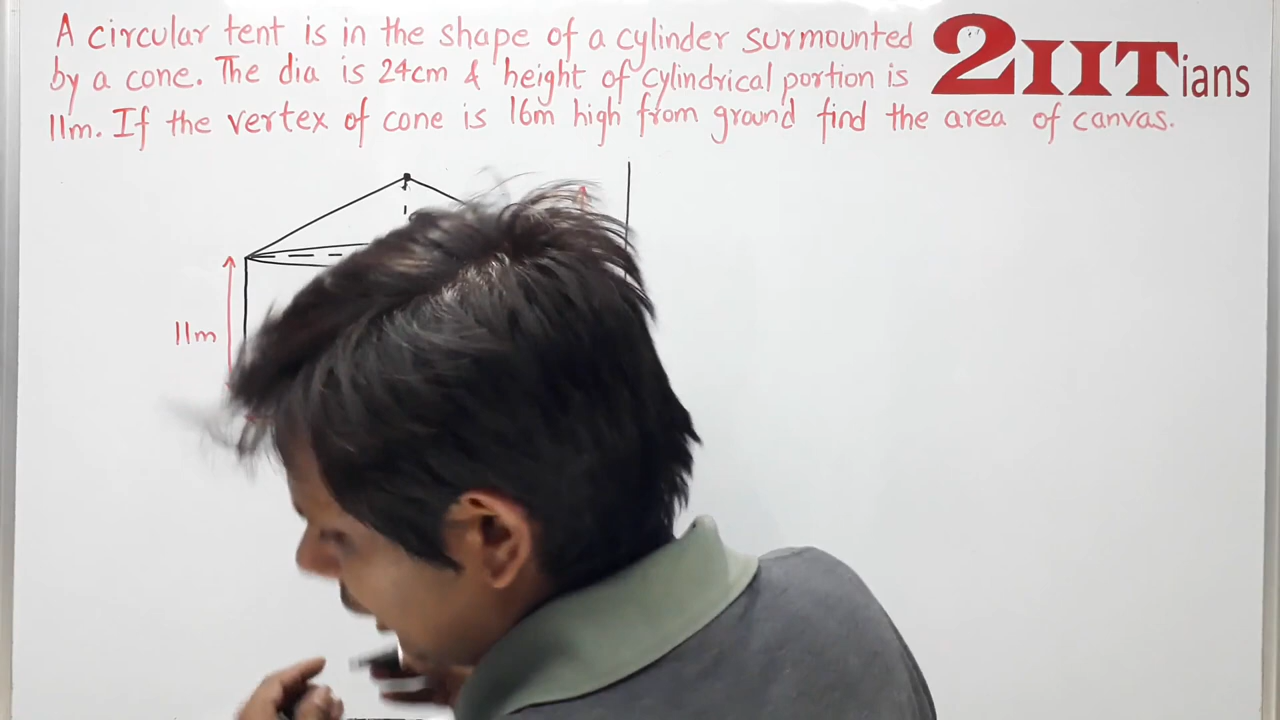 A circular tent is in the shape of a cylinder surmounted
by a cone. The dia is 24cm & height of cylindrical portion is
11m. If the vertex of cone is 16m high from ground find the area of canvas.
2IITians
11m